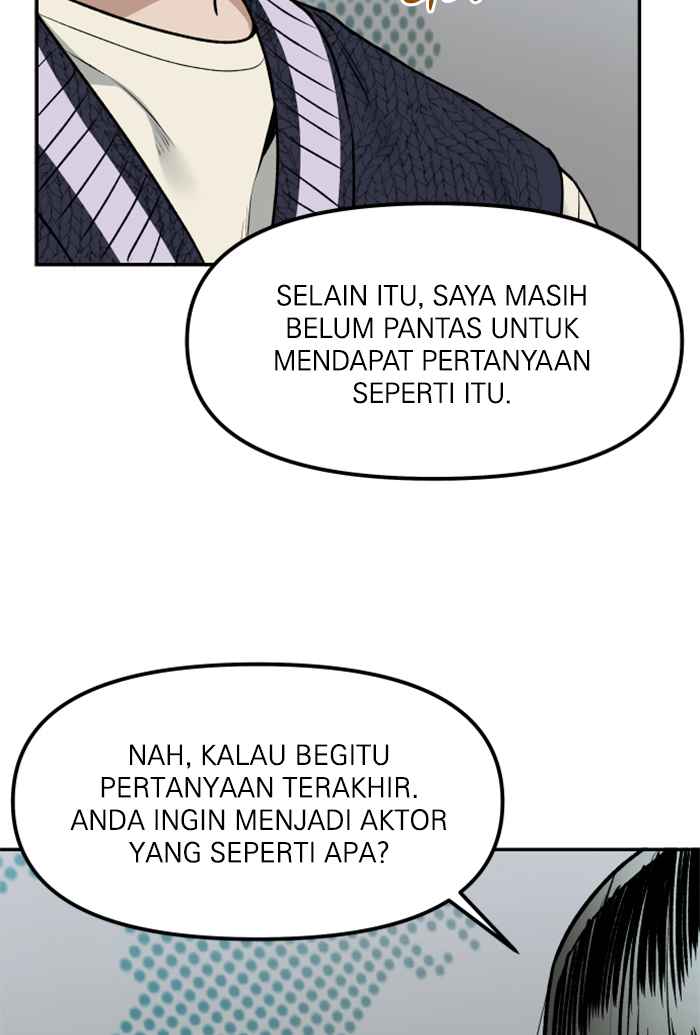 SELAIN ITU, SAYA MASIH
BELUM PANTAS UNTUK
MENDAPAT PERTANYAAN
SEPERTI ITU.
NAH, KALAU BEGITU
PERTANYAAN TERAKHIR.
ANDA INGIN MENJADI AKTOR
YANG SEPERTI APA?